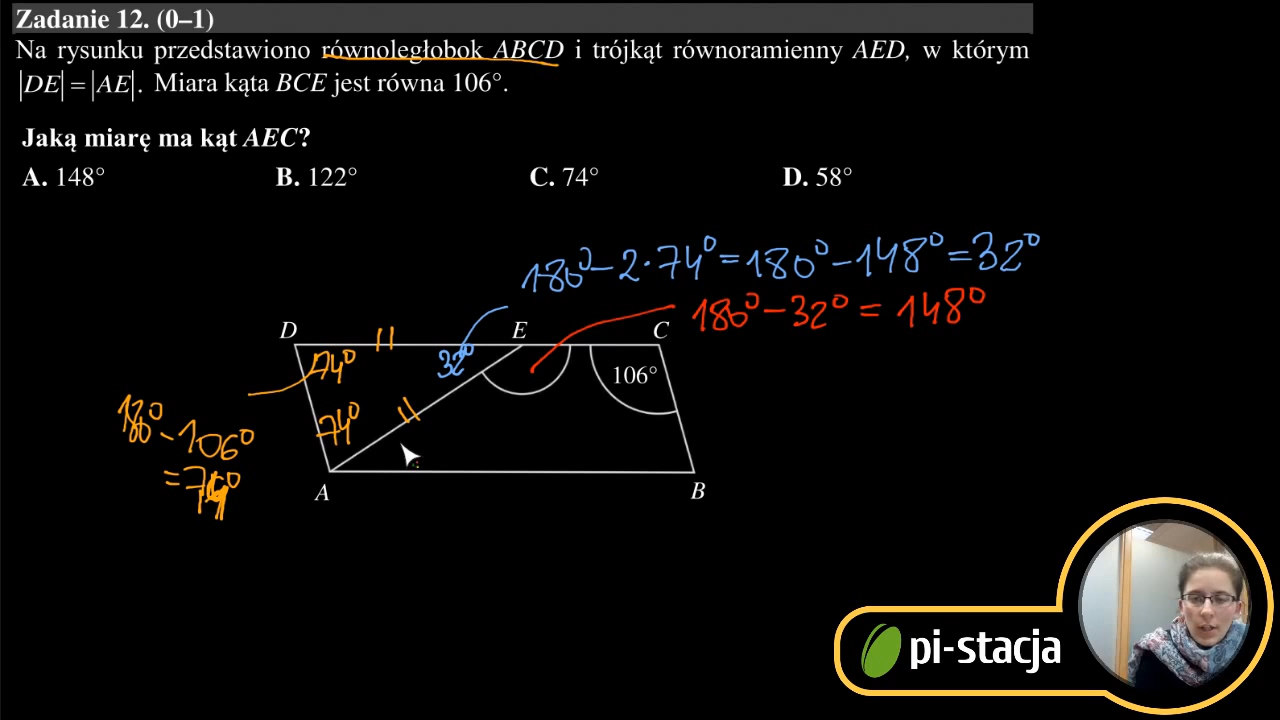 Zadanie 12. (0–1)
Na rysunku przedstawiono równoległobok ABCD i trójkąt równoramienny AED, w którym
|DE| = |AE|. Miara kąta BCE jest równa 106°.
Jaką miarę ma kąt AEC?
A. 148° B. 122° C. 74° D. 58°
180° – 2 · 74° = 180° – 148° = 32°
180° – 32° = 148°
D E C
74° 32° 106°
180° – 106°
= 74°
74°
A B
pi-stacja